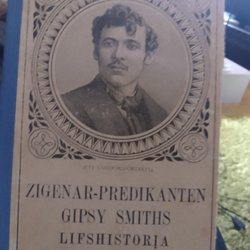 ZIGENAR-PREDIKANTEN
GIPSY SMITHS
LIFSHISTORIA